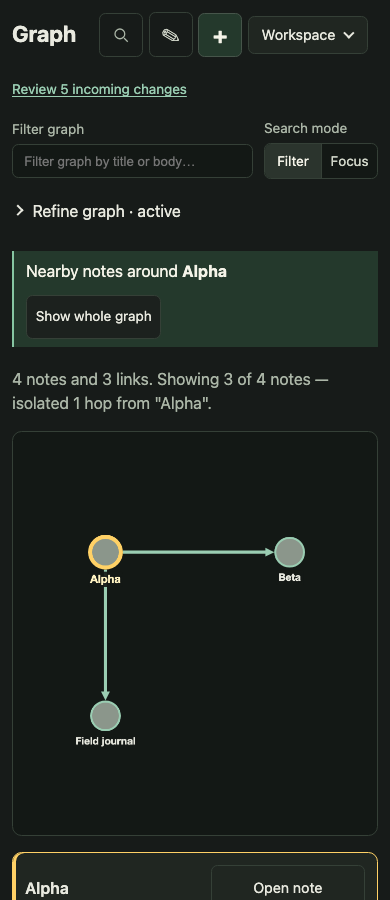 Graph
Workspace
Review 5 incoming changes
Filter graph
Search mode
Filter graph by title or body…
Filter
Focus
Refine graph · active
Nearby notes around Alpha
Show whole graph
4 notes and 3 links. Showing 3 of 4 notes —
isolated 1 hop from "Alpha".
Alpha
Beta
Field journal
Alpha
Open note